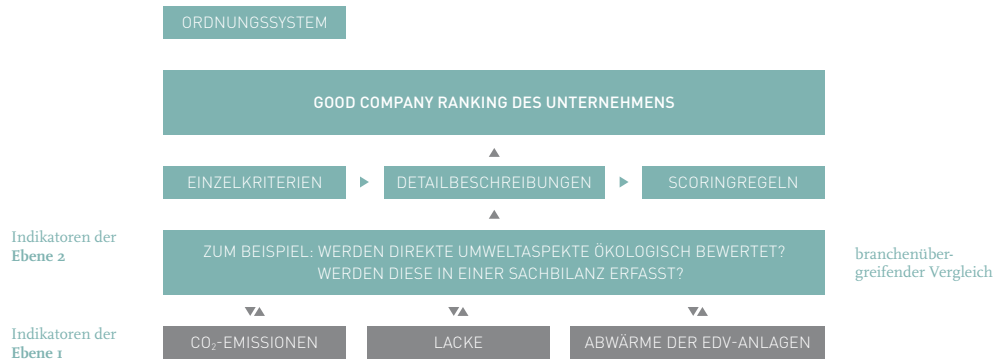 ORDNUNGSSYSTEM
GOOD COMPANY RANKING DES UNTERNEHMENS
EINZELKRITERIEN
DETAILBESCHREIBUNGEN
SCORINGREGELN
Indikatoren der
Ebene 2
ZUM BEISPIEL: WERDEN DIREKTE UMWELTASPEKTE ÖKOLOGISCH BEWERTET?
WERDEN DIESE IN EINER SACHBILANZ ERFASST?
branchenüber-
greifender Vergleich
Indikatoren der
Ebene 1
CO₂-EMISSIONEN
LACKE
ABWÄRME DER EDV-ANLAGEN